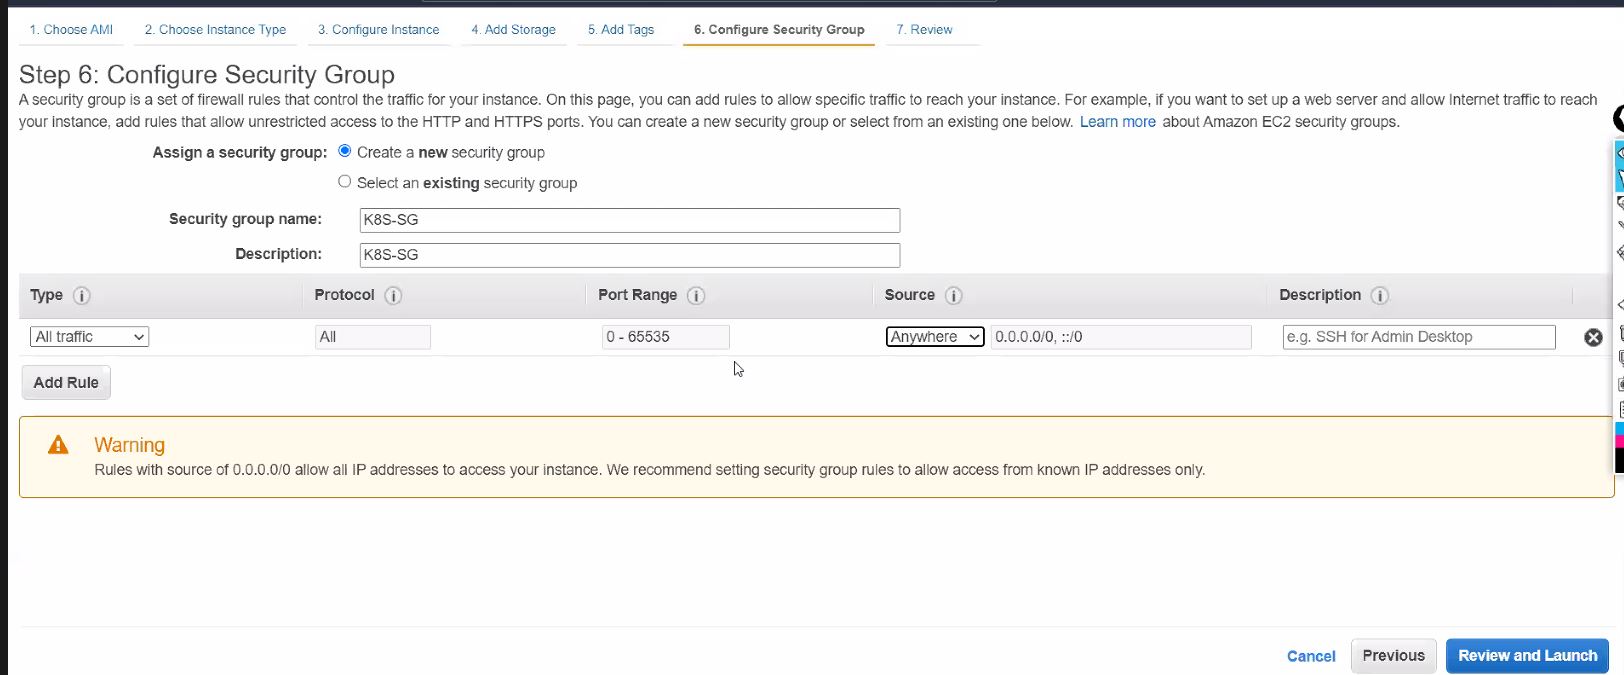 1. Choose AMI 2. Choose Instance Type 3. Configure Instance 4. Add Storage 5. Add Tags 6. Configure Security Group 7. Review
Step 6: Configure Security Group
A security group is a set of firewall rules that control the traffic for your instance. On this page, you can add rules to allow specific traffic to reach your instance. For example, if you want to set up a web server and allow Internet traffic to reach
your instance, add rules that allow unrestricted access to the HTTP and HTTPS ports. You can create a new security group or select from an existing one below. Learn more about Amazon EC2 security groups.
Assign a security group: Create a new security group
Select an existing security group
Security group name: K8S-SG
Description: K8S-SG
Type Protocol Port Range Source Description
All traffic All 0 - 65535 Anywhere 0.0.0.0/0, ::/0 e.g. SSH for Admin Desktop
Add Rule
Warning
Rules with source of 0.0.0.0/0 allow all IP addresses to access your instance. We recommend setting security group rules to allow access from known IP addresses only.
Cancel Previous Review and Launch